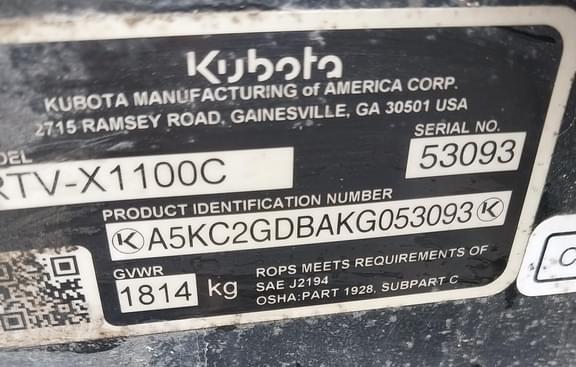 Kubota
KUBOTA MANUFACTURING of AMERICA CORP.
2715 RAMSEY ROAD, GAINESVILLE, GA 30501 USA
SERIAL NO.
53093
RTV-X1100C
PRODUCT IDENTIFICATION NUMBER
A5KC2GDBAKG053093
GVWR
1814 kg
ROPS MEETS REQUIREMENTS OF
SAE J2194
OSHA:PART 1928, SUBPART C